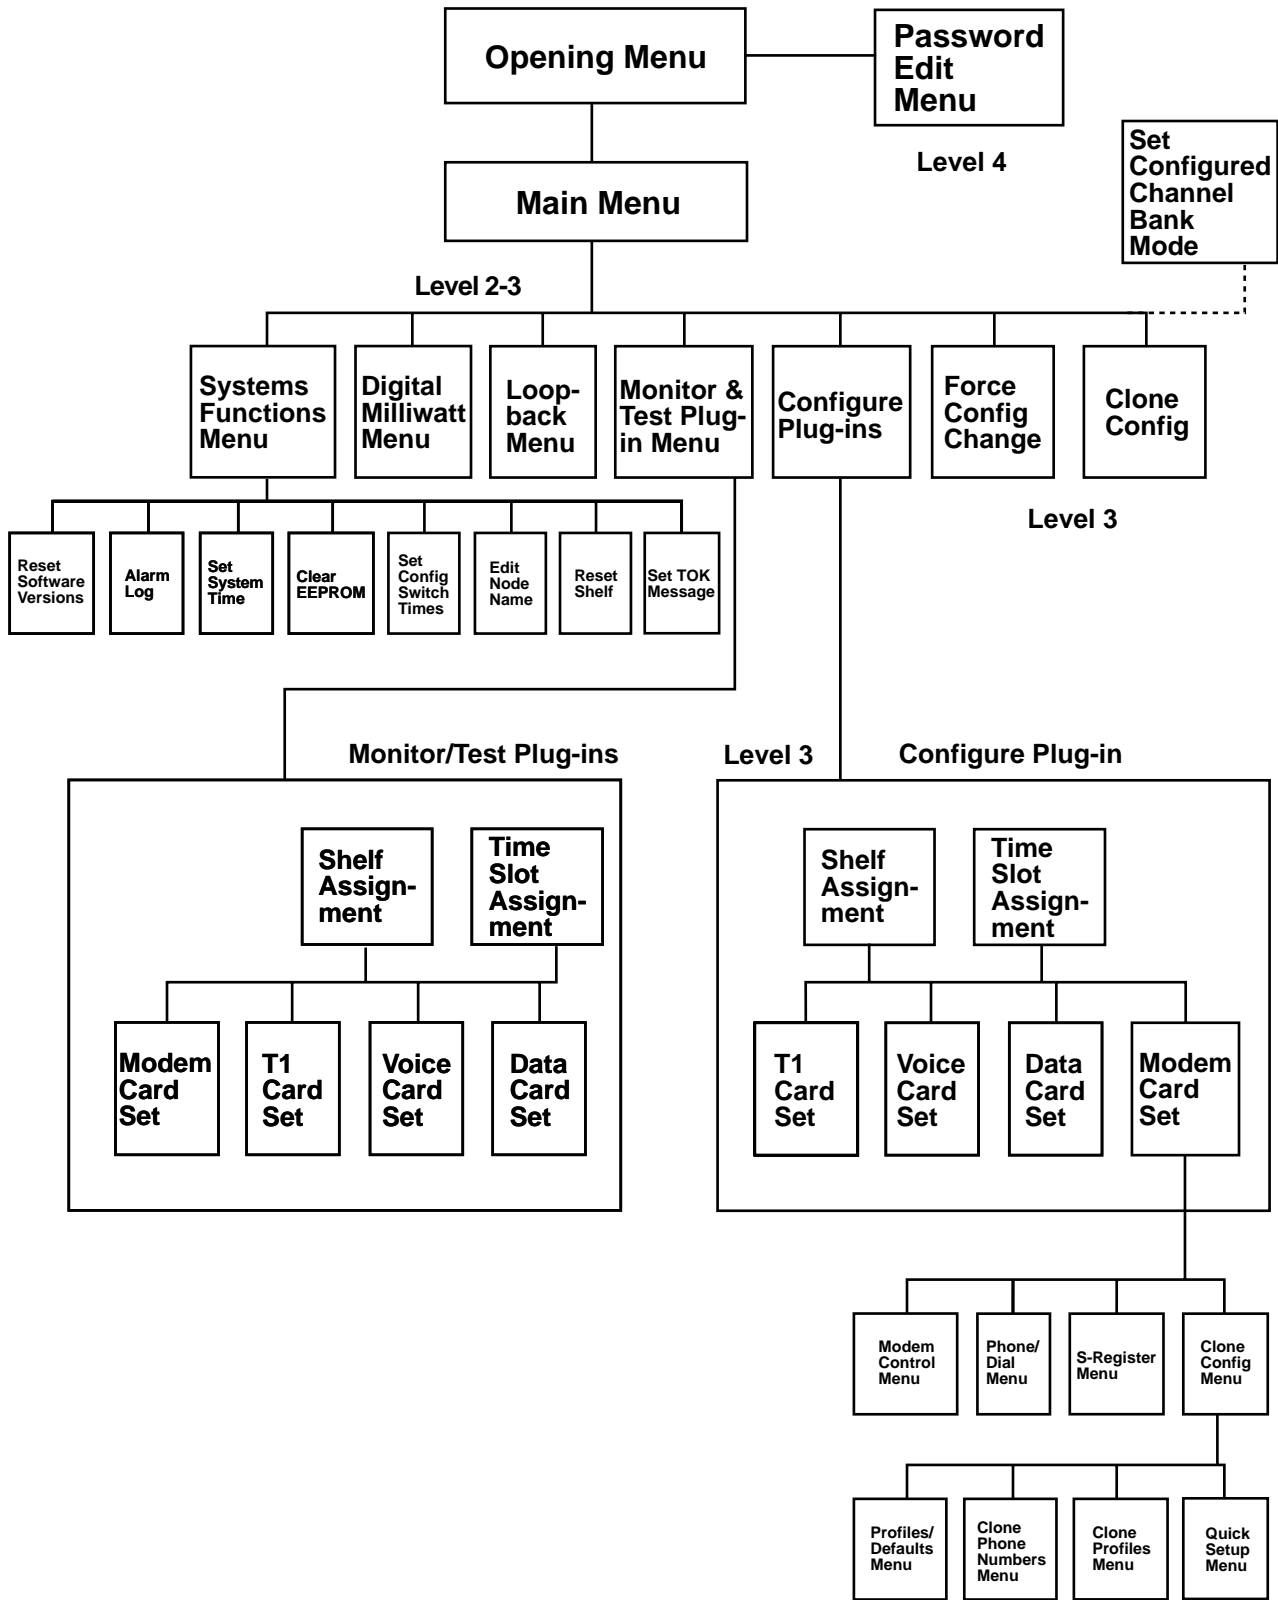 Opening Menu
Password
Edit
Menu
Level 4
Set
Configured
Channel
Bank
Mode
Main Menu
Level 2-3
Systems
Functions
Menu
Digital
Milliwatt
Menu
Loop-
back
Menu
Monitor &
Test Plug-
in Menu
Configure
Plug-ins
Force
Config
Change
Clone
Config
Level 3
Reset
Software
Versions
Alarm
Log
Set
System
Time
Clear
EEPROM
Set
Config
Switch
Times
Edit
Node
Name
Reset
Shelf
Set TOK
Message
Monitor/Test Plug-ins
Shelf
Assign-
ment
Time
Slot
Assign-
ment
Modem
Card
Set
T1
Card
Set
Voice
Card
Set
Data
Card
Set
Level 3
Configure Plug-in
Shelf
Assign-
ment
Time
Slot
Assign-
ment
T1
Card
Set
Voice
Card
Set
Data
Card
Set
Modem
Card
Set
Modem
Control
Menu
Phone/
Dial
Menu
S-Register
Menu
Clone
Config
Menu
Profiles/
Defaults
Menu
Clone
Phone
Numbers
Menu
Clone
Profiles
Menu
Quick
Setup
Menu